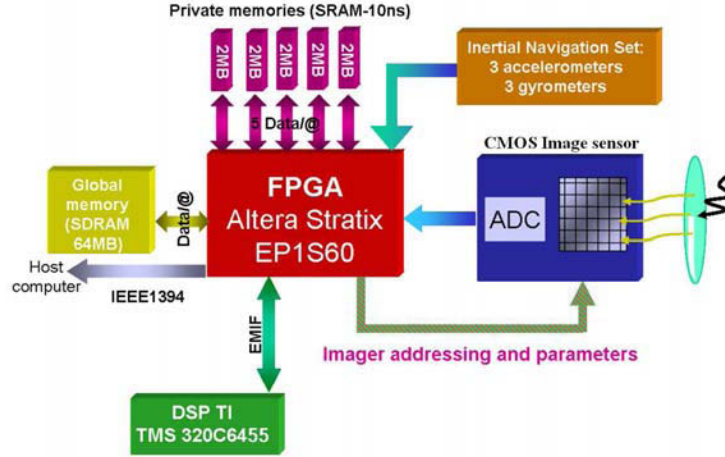 Private memories (SRAM-10ns)
2MB
2MB
2MB
2MB
2MB
5 Data/@
Inertial Navigation Set:
3 accelerometers
3 gyrometers
CMOS Image sensor
ADC
FPGA
Altera Stratix
EP1S60
Global
memory
(SDRAM
64MB)
Data/@
Host
computer
IEEE1394
EMIF
Imager addressing and parameters
DSP TI
TMS 320C6455